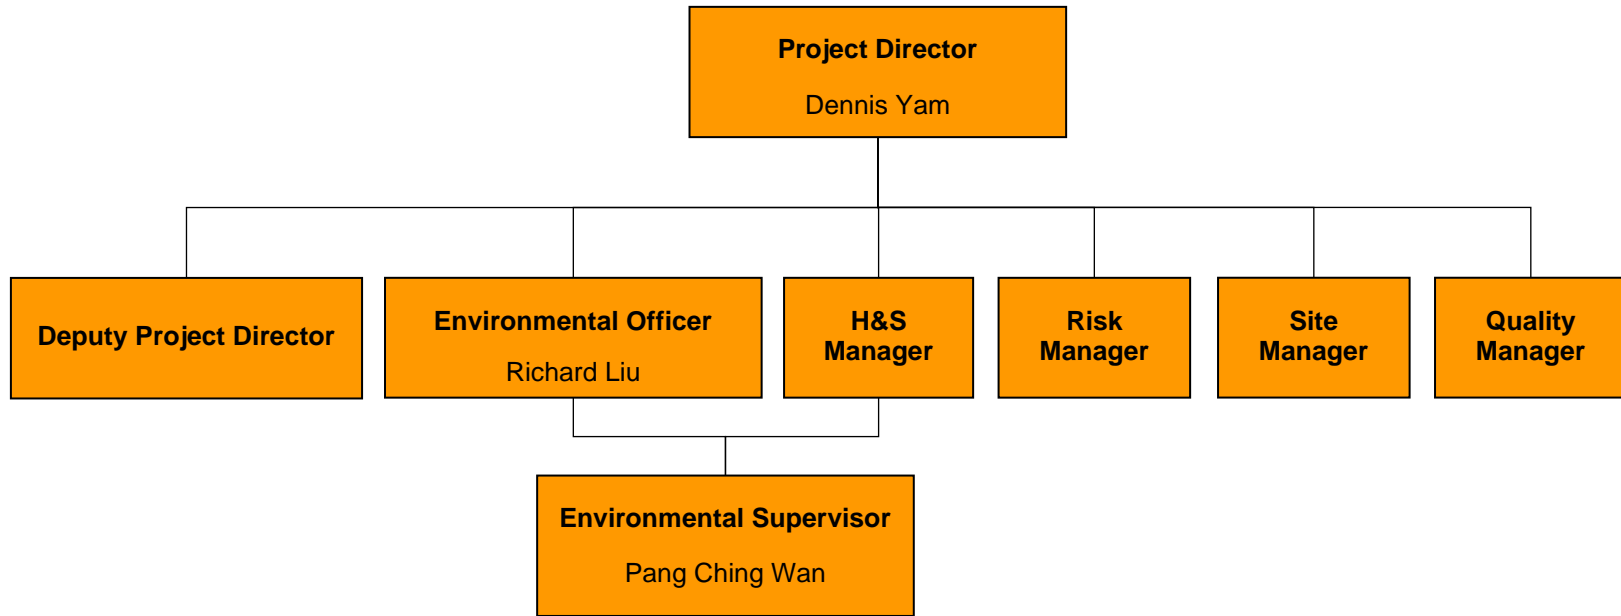 Project Director
Dennis Yam
Deputy Project Director
Environmental Officer
Richard Liu
H&S
Manager
Risk
Manager
Site
Manager
Quality
Manager
Environmental Supervisor
Pang Ching Wan